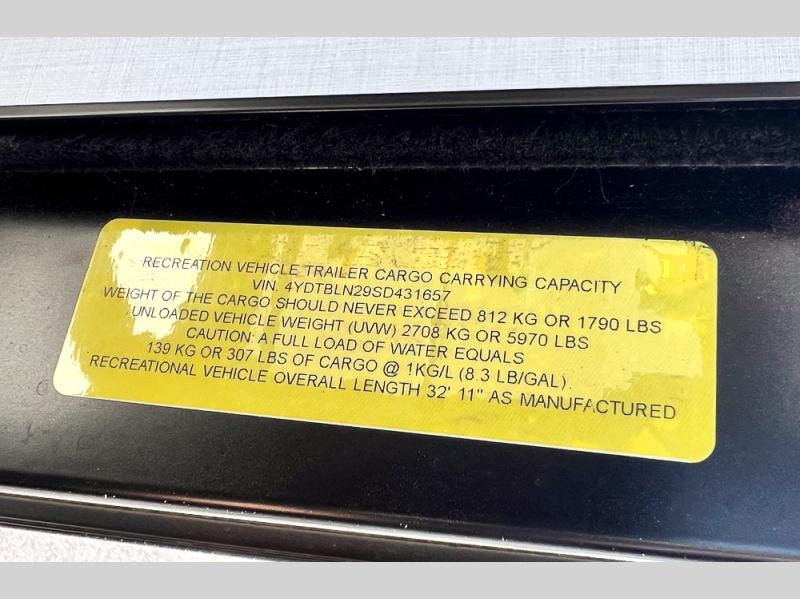 RECREATION VEHICLE TRAILER CARGO CARRYING CAPACITY
VIN. 4YDTBLN29SD431657
WEIGHT OF THE CARGO SHOULD NEVER EXCEED 812 KG OR 1790 LBS
UNLOADED VEHICLE WEIGHT (UVW) 2708 KG OR 5970 LBS
CAUTION: A FULL LOAD OF WATER EQUALS
139 KG OR 307 LBS OF CARGO @ 1KG/L (8.3 LB/GAL).
RECREATIONAL VEHICLE OVERALL LENGTH 32' 11" AS MANUFACTURED